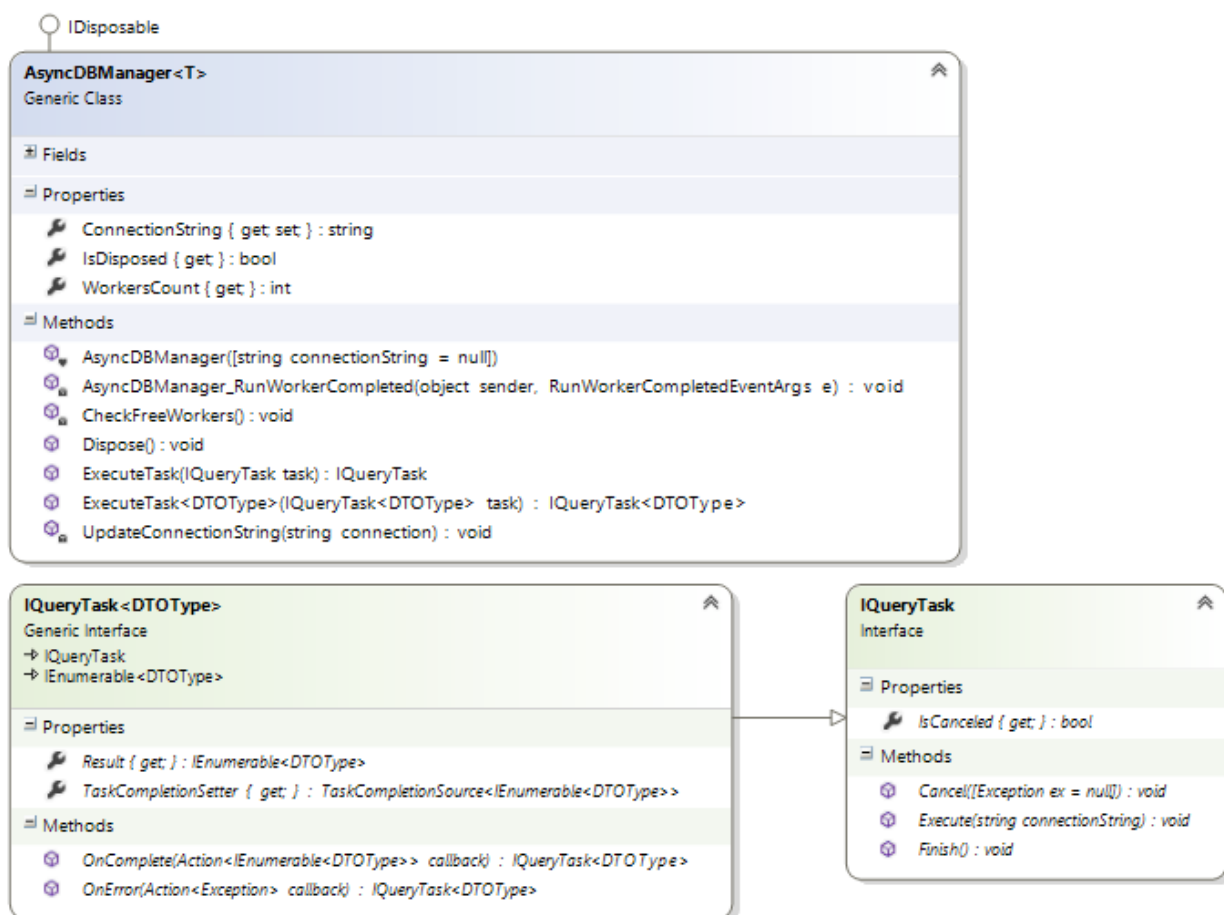 IDisposable
AsyncDBManager<T>
Generic Class
Fields
Properties
ConnectionString { get; set; } : string
IsDisposed { get; } : bool
WorkersCount { get; } : int
Methods
AsyncDBManager([string connectionString = null])
AsyncDBManager_RunWorkerCompleted(object sender, RunWorkerCompletedEventArgs e) : void
CheckFreeWorkers() : void
Dispose() : void
ExecuteTask(IQueryTask task) : IQueryTask
ExecuteTask<DTOType>(IQueryTask<DTOType> task) : IQueryTask<DTOType>
UpdateConnectionString(string connection) : void
IQueryTask<DTOType>
Generic Interface
IQueryTask
IEnumerable<DTOType>
Properties
Result { get; } : IEnumerable<DTOType>
TaskCompletionSetter { get; } : TaskCompletionSource<IEnumerable<DTOType>>
Methods
OnComplete(Action<IEnumerable<DTOType>> callback) : IQueryTask<DTOType>
OnError(Action<Exception> callback) : IQueryTask<DTOType>
IQueryTask
Interface
Properties
IsCanceled { get; } : bool
Methods
Cancel([Exception ex = null]) : void
Execute(string connectionString) : void
Finish() : void